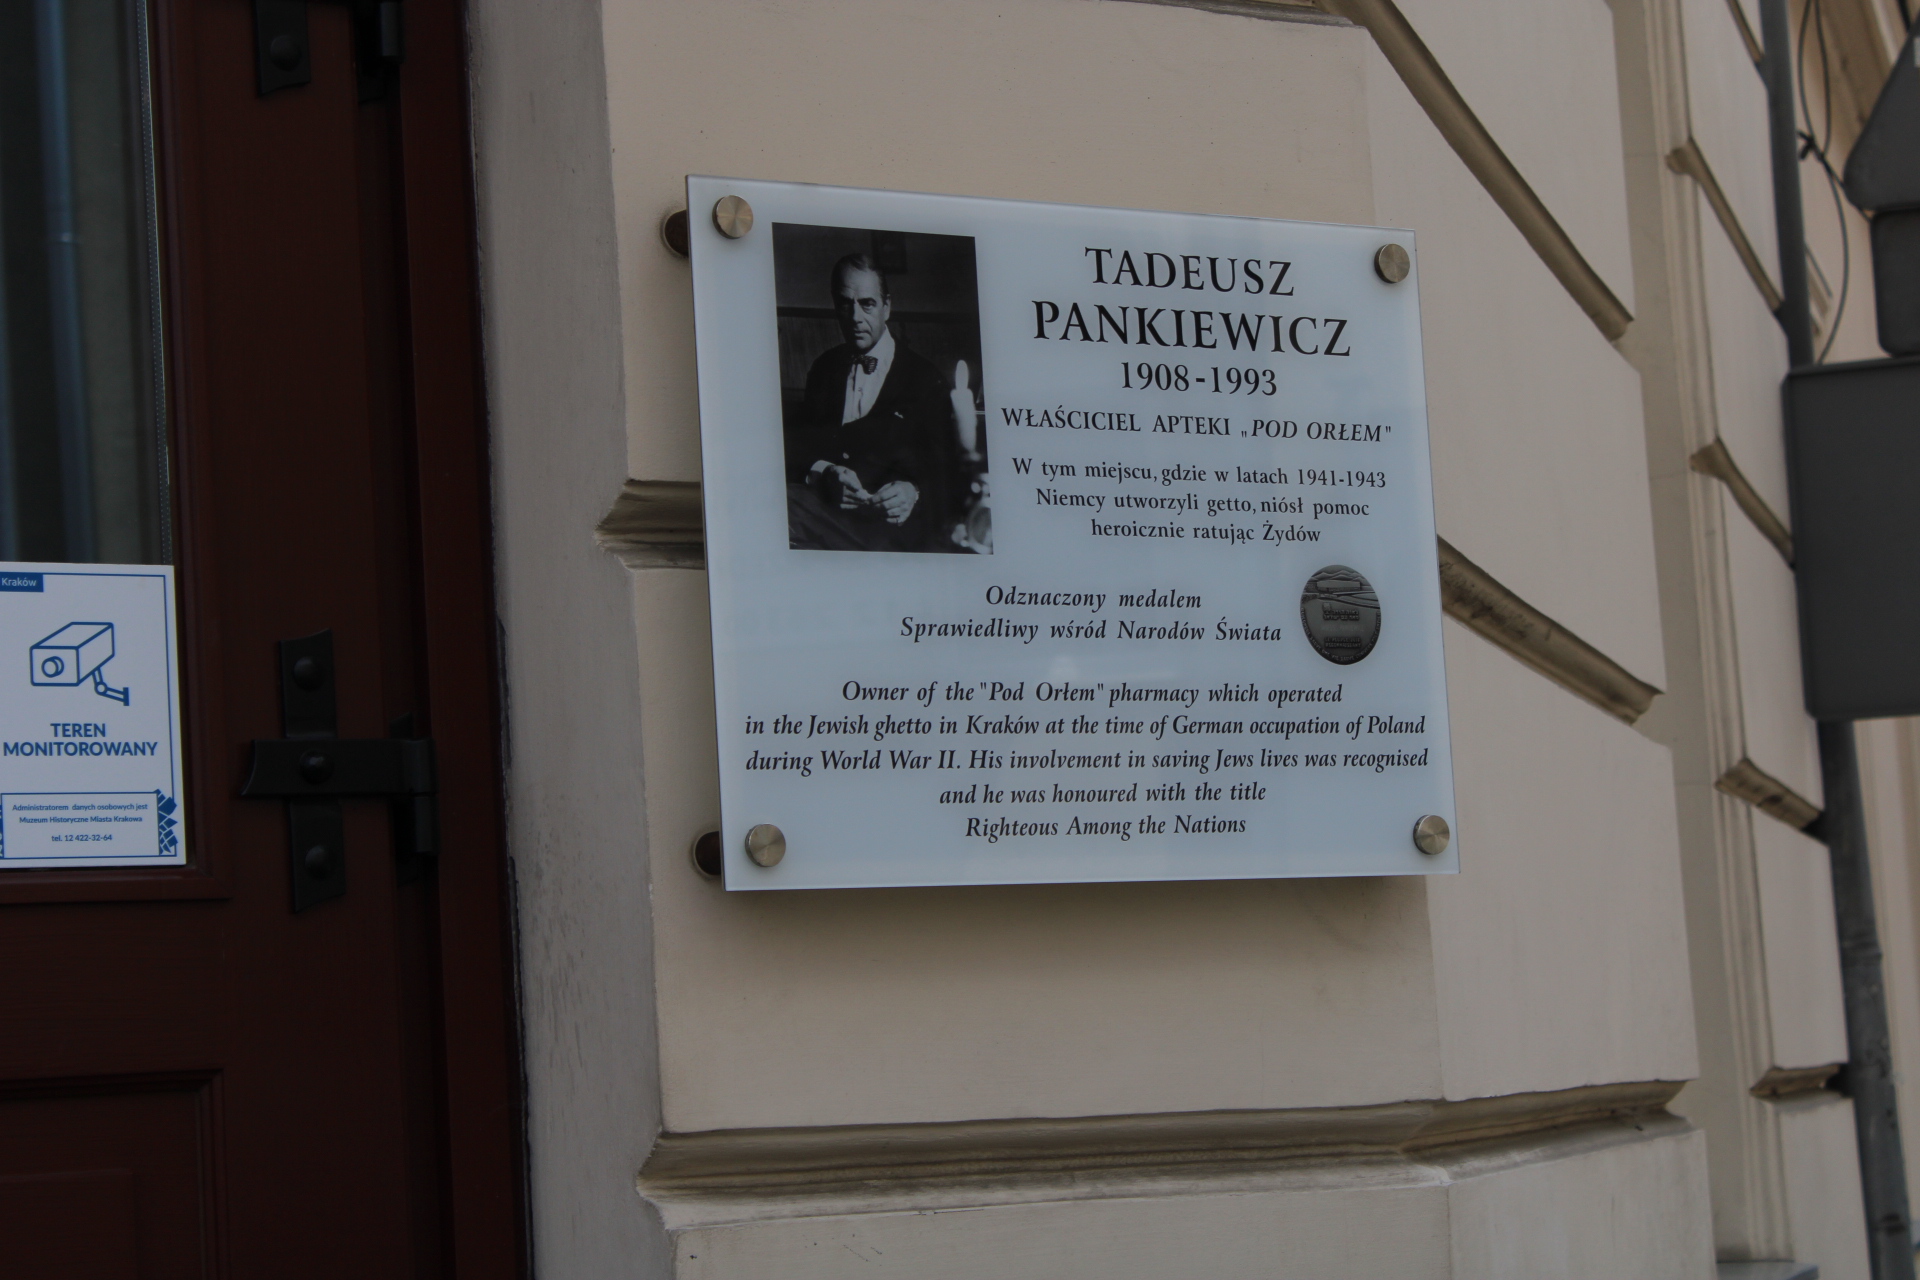 TADEUSZ
PANKIEWICZ
1908-1993
WŁAŚCICIEL APTEKI „POD ORŁEM"
W tym miejscu, gdzie w latach 1941-1943
Niemcy utworzyli getto, niósł pomoc
heroicznie ratując Żydów
Odznaczony medalem
Sprawiedliwy wśród Narodów Świata
Owner of the "Pod Orłem" pharmacy which operated
in the Jewish ghetto in Kraków at the time of German occupation of Poland
during World War II. His involvement in saving Jews lives was recognised
and he was honoured with the title
Righteous Among the Nations
Kraków
TEREN
MONITOROWANY
Administratorem danych osobowych jest
Muzeum Historyczne Miasta Krakowa
tel. 12 422-32-64